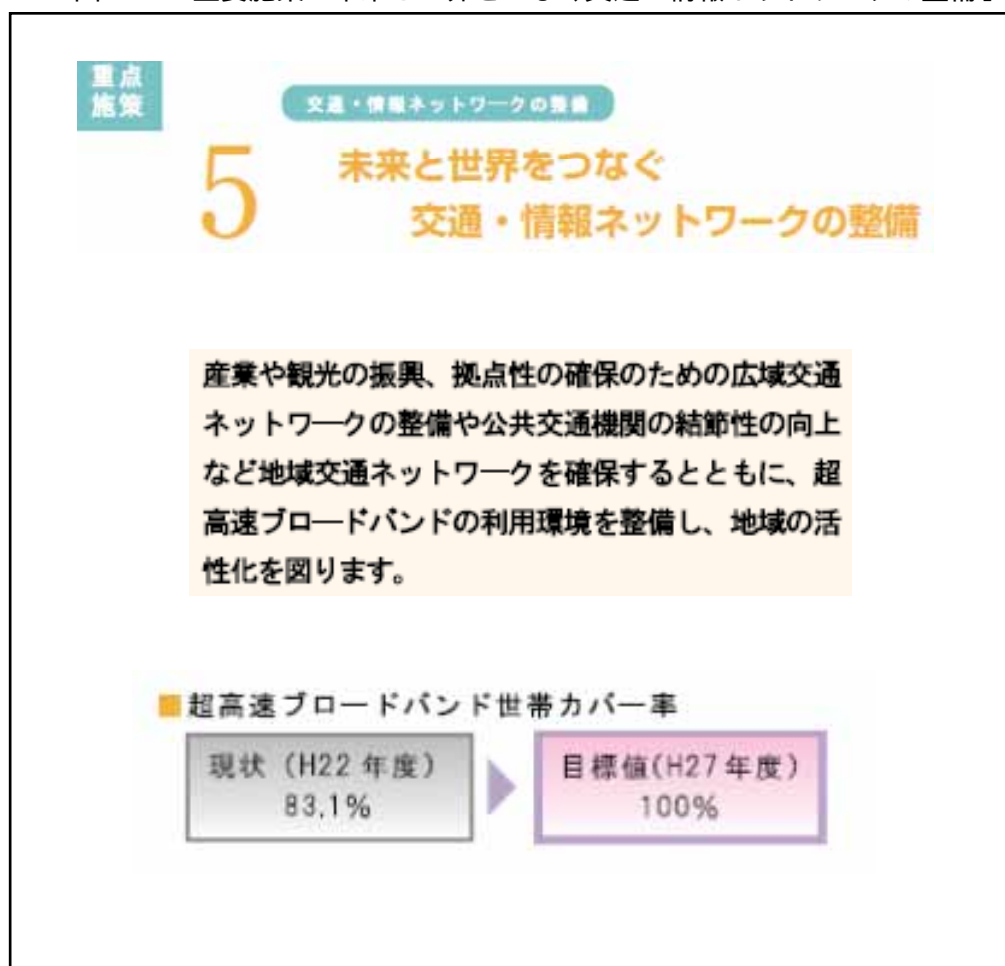 重点
施策
交通・情報ネットワークの整備
5 未来と世界をつなぐ
交通・情報ネットワークの整備
産業や観光の振興、拠点性の確保のための広域交通
ネットワークの整備や公共交通機関の結節性の向上
など地域交通ネットワークを確保するとともに、超
高速ブロードバンドの利用環境を整備し、地域の活
性化を図ります。
■超高速ブロードバンド世帯カバー率
現状（H22年度）
83.1%
目標値(H27年度)
100%